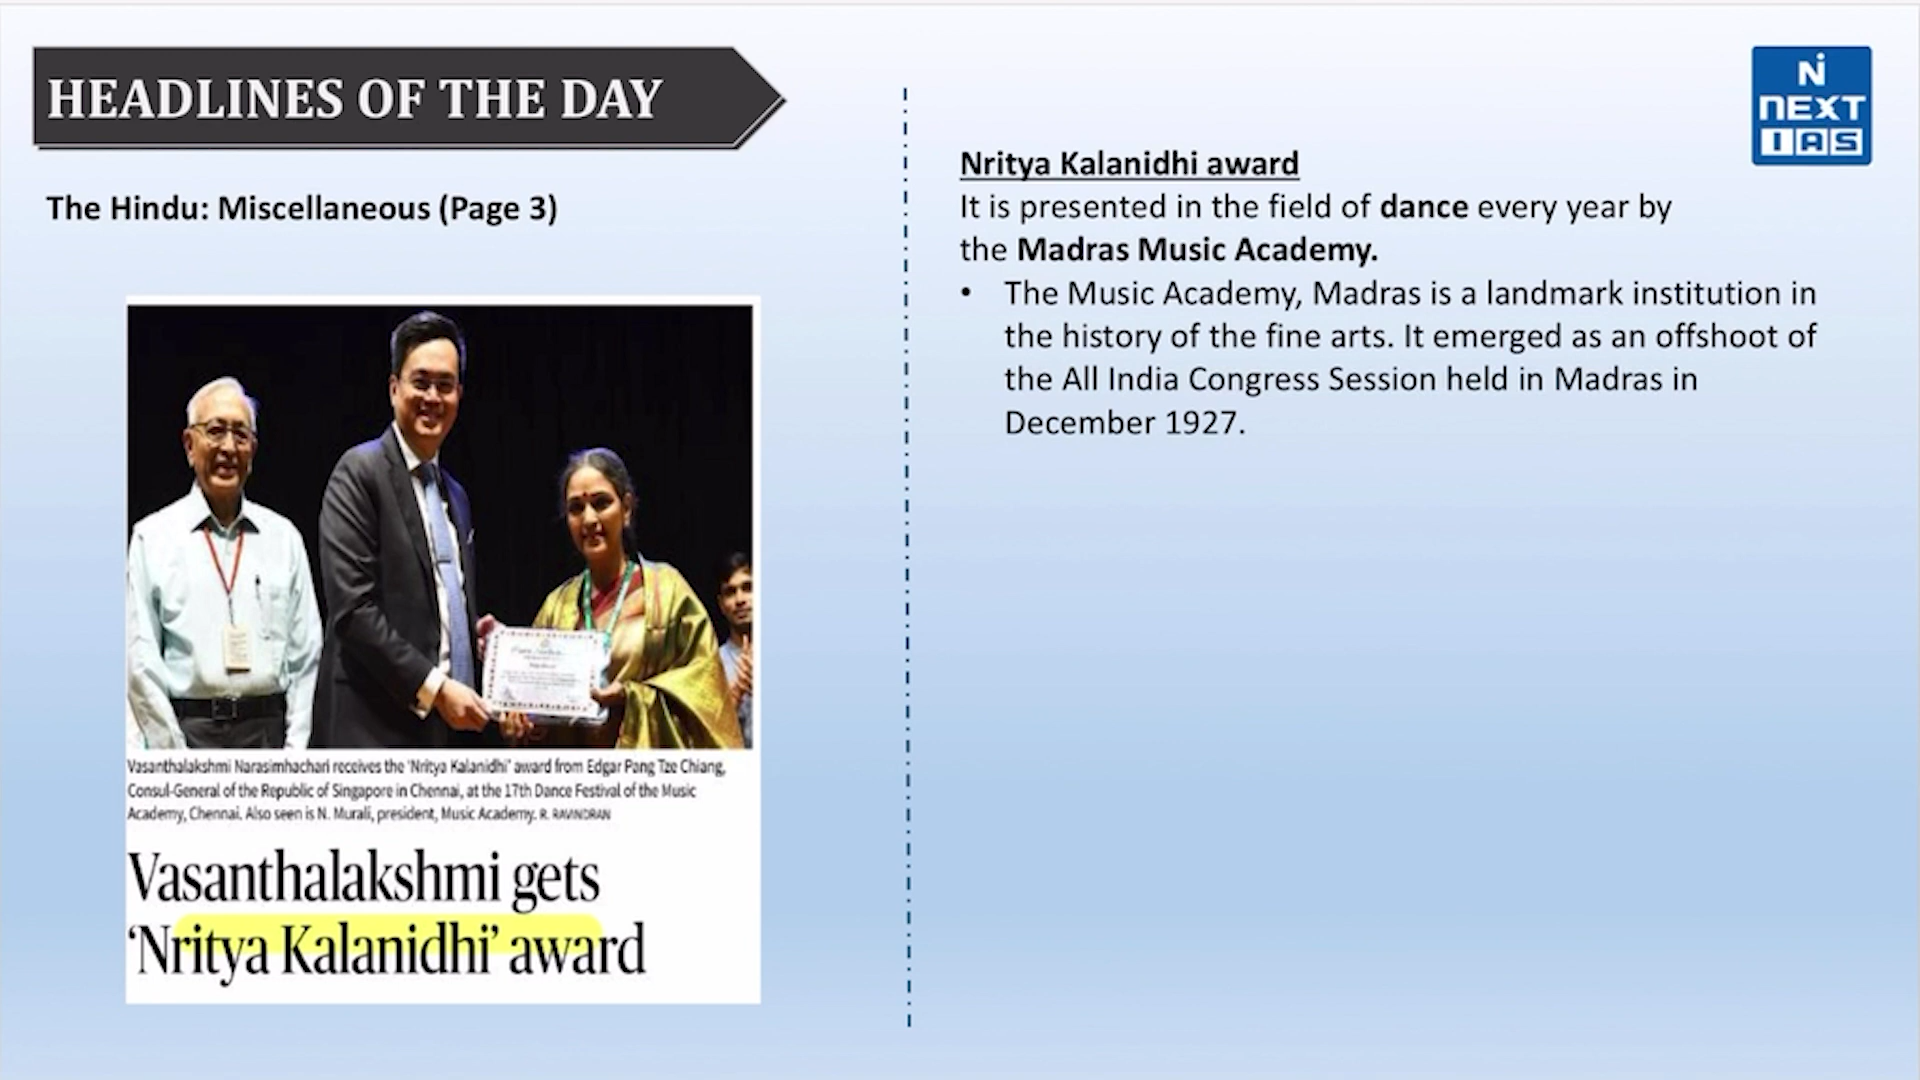 HEADLINES OF THE DAY
The Hindu: Miscellaneous (Page 3)
Vasanthalakshmi Narasimhachari receives the 'Nritya Kalanidhi' award from Edgar Pang Tze Chiang,
Consul-General of the Republic of Singapore in Chennai, at the 17th Dance Festival of the Music
Academy, Chennai. Also seen is N. Murali, president, Music Academy. R. RAVINDRAN
Vasanthalakshmi gets
‘Nritya Kalanidhi’ award
N
NEXT
IAS
Nritya Kalanidhi award
It is presented in the field of dance every year by
the Madras Music Academy.
• The Music Academy, Madras is a landmark institution in
the history of the fine arts. It emerged as an offshoot of
the All India Congress Session held in Madras in
December 1927.